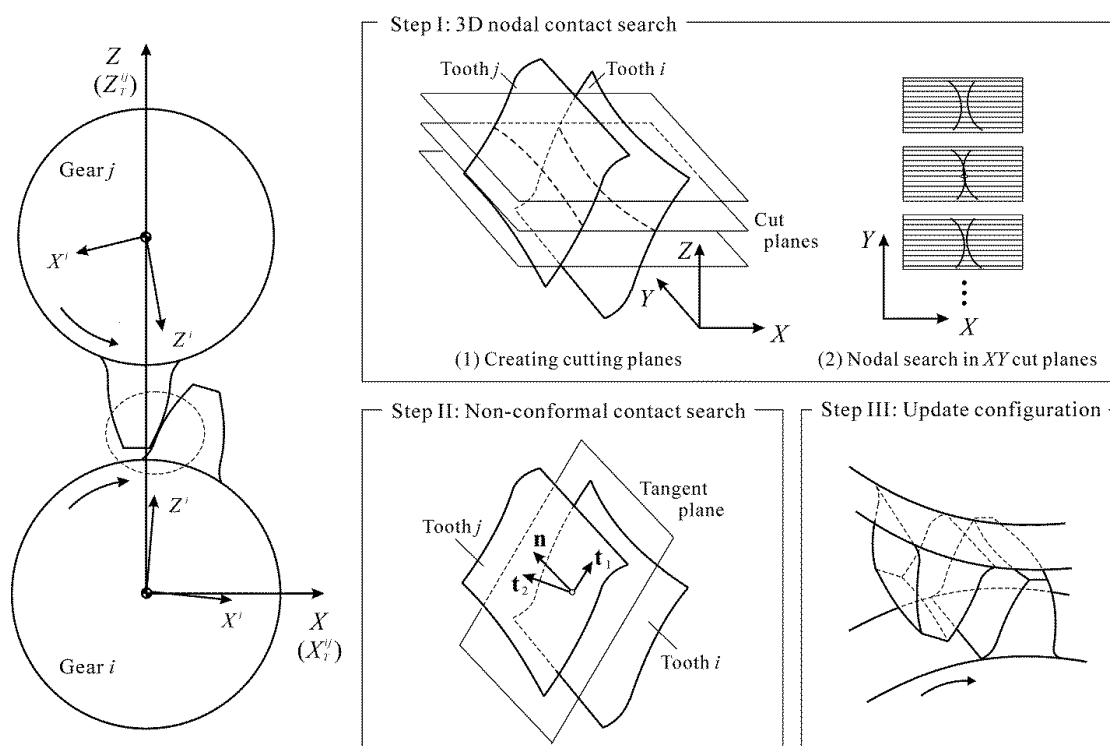 Z
(Z_T^{ij})
Gear j
Gear i
X
(X_T^{ij})
Step I: 3D nodal contact search
Tooth j
Tooth i
Cut
planes
Z
Y
X
(1) Creating cutting planes
Y
X
(2) Nodal search in XY cut planes
Step II: Non-conformal contact search
Tangent
plane
Tooth j
n
t₁
t₂
Tooth i
Step III: Update configuration